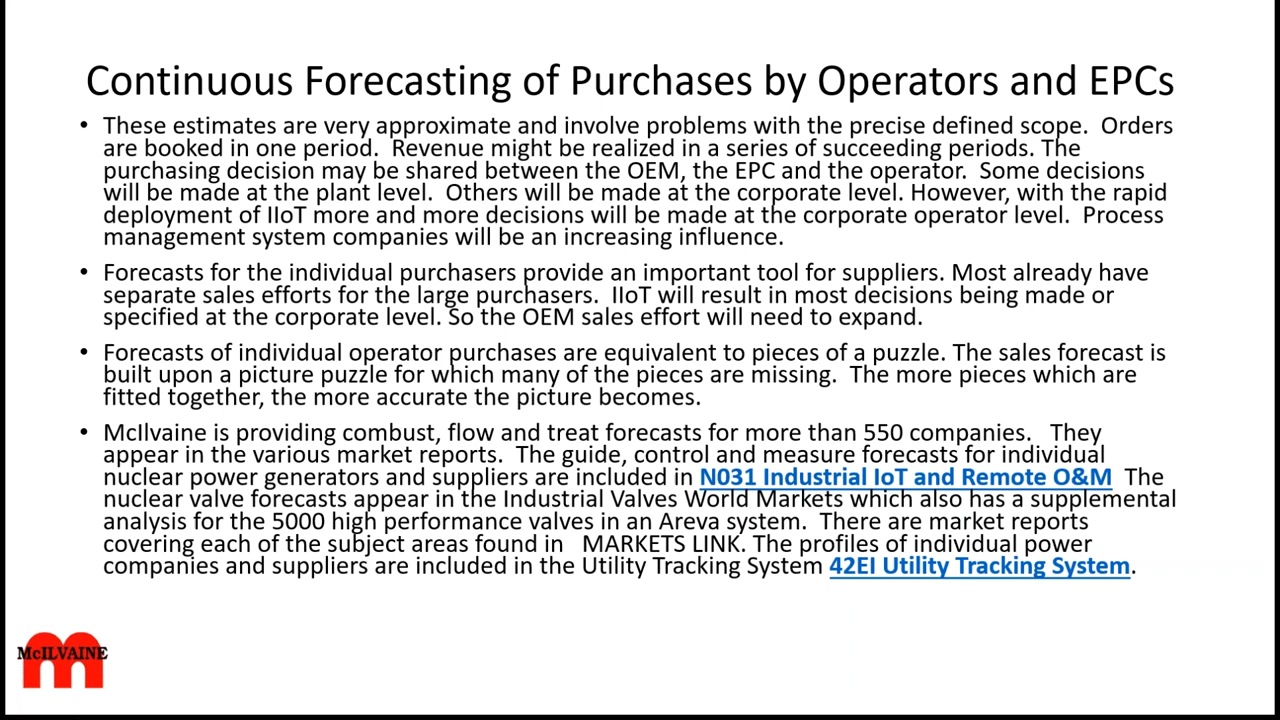 Continuous Forecasting of Purchases by Operators and EPCs
• These estimates are very approximate and involve problems with the precise defined scope.  Orders
are booked in one period.  Revenue might be realized in a series of succeeding periods. The
purchasing decision may be shared between the OEM, the EPC and the operator.  Some decisions
will be made at the plant level.  Others will be made at the corporate level. However, with the rapid
deployment of IIoT more and more decisions will be made at the corporate operator level.  Process
management system companies will be an increasing influence.
• Forecasts for the individual purchasers provide an important tool for suppliers. Most already have
separate sales efforts for the large purchasers.  IIoT will result in most decisions being made or
specified at the corporate level. So the OEM sales effort will need to expand.
• Forecasts of individual operator purchases are equivalent to pieces of a puzzle. The sales forecast is
built upon a picture puzzle for which many of the pieces are missing.  The more pieces which are
fitted together, the more accurate the picture becomes.
• McIlvaine is providing combust, flow and treat forecasts for more than 550 companies.   They
appear in the various market reports.  The guide, control and measure forecasts for individual
nuclear power generators and suppliers are included in N031 Industrial IoT and Remote O&M  The
nuclear valve forecasts appear in the Industrial Valves World Markets which also has a supplemental
analysis for the 5000 high performance valves in an Areva system.  There are market reports
covering each of the subject areas found in   MARKETS LINK. The profiles of individual power
companies and suppliers are included in the Utility Tracking System 42EI Utility Tracking System.
McILVAINE